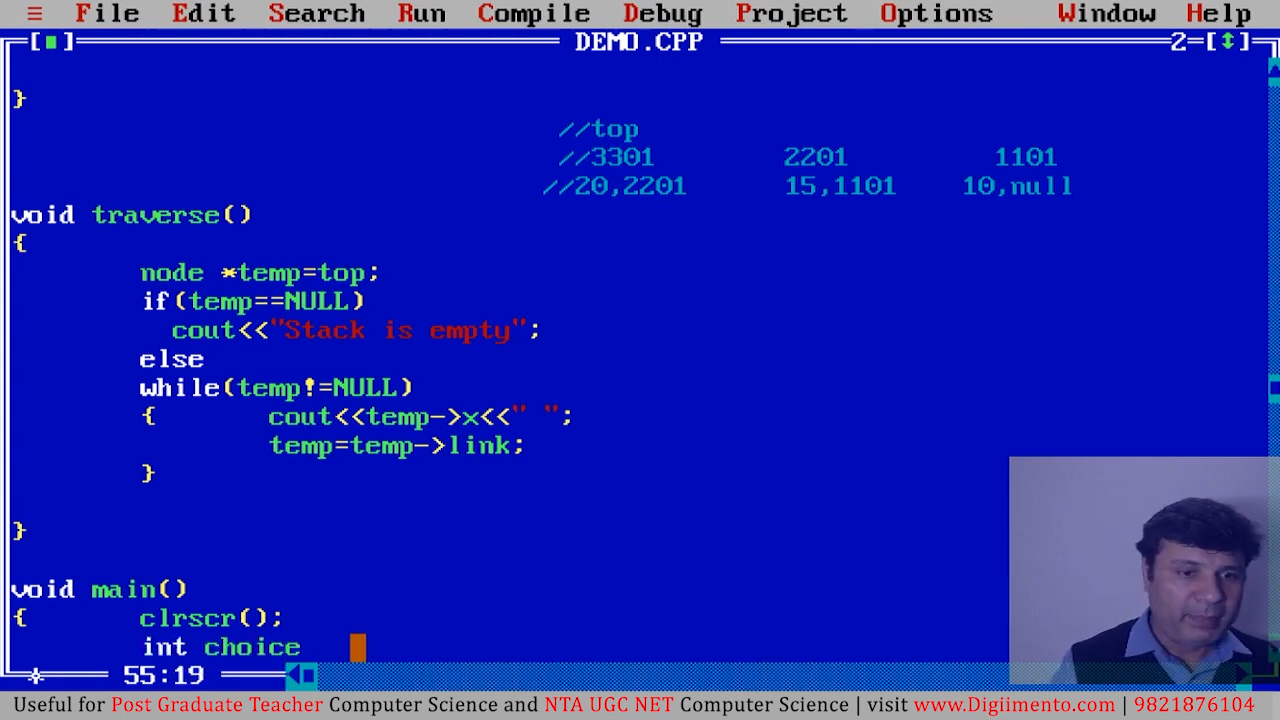 ≡ File Edit Search Run Compile Debug Project Options Window Help
[■] DEMO.CPP 2=[↕]
}
//top
//3301 2201 1101
//20,2201 15,1101 10,null
void traverse()
{
node *temp=top;
if(temp==NULL)
cout<<"Stack is empty";
else
while(temp!=NULL)
{ cout<<temp->x<<" ";
temp=temp->link;
}
}
void main()
{ clrscr();
int choice
55:19
Useful for Post Graduate Teacher Computer Science and NTA UGC NET Computer Science | visit www.Digiimento.com | 9821876104